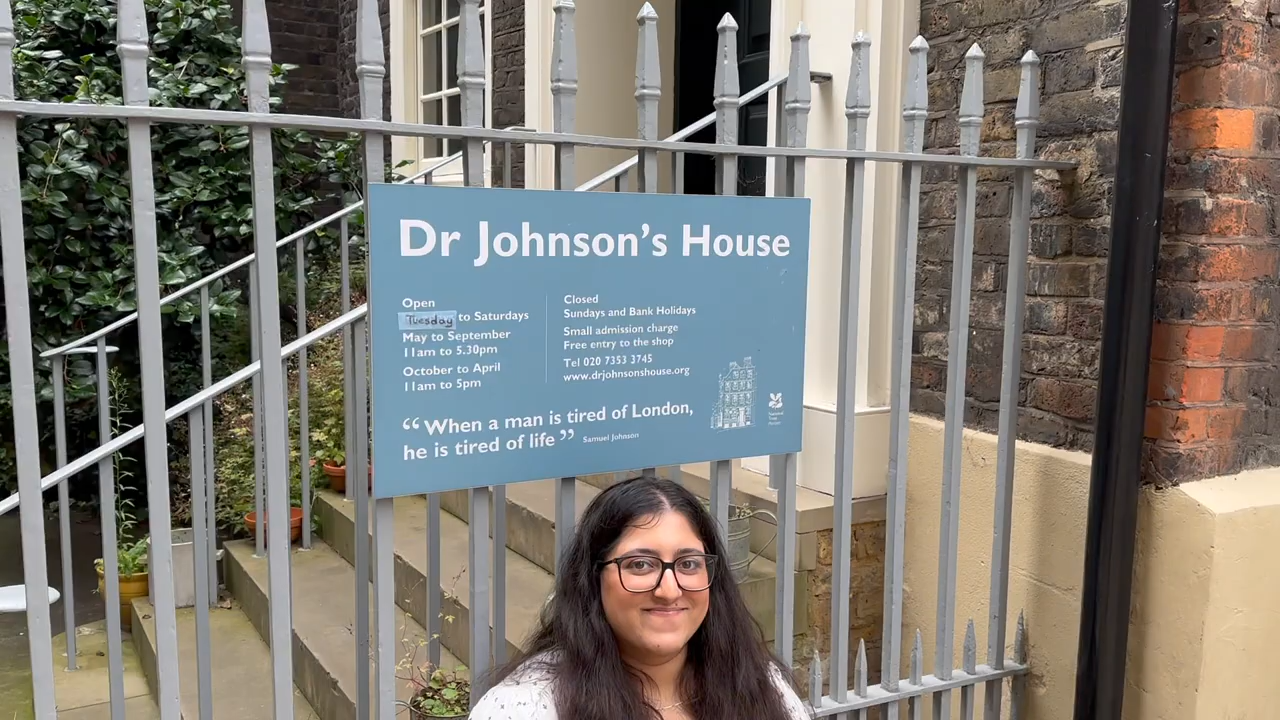 Dr Johnson's House
Open
Tuesday to Saturdays
May to September
11am to 5.30pm
October to April
11am to 5pm
Closed
Sundays and Bank Holidays
Small admission charge
Free entry to the shop
Tel 020 7353 3745
www.drjohnsonshouse.org
“When a man is tired of London,
he is tired of life” Samuel Johnson